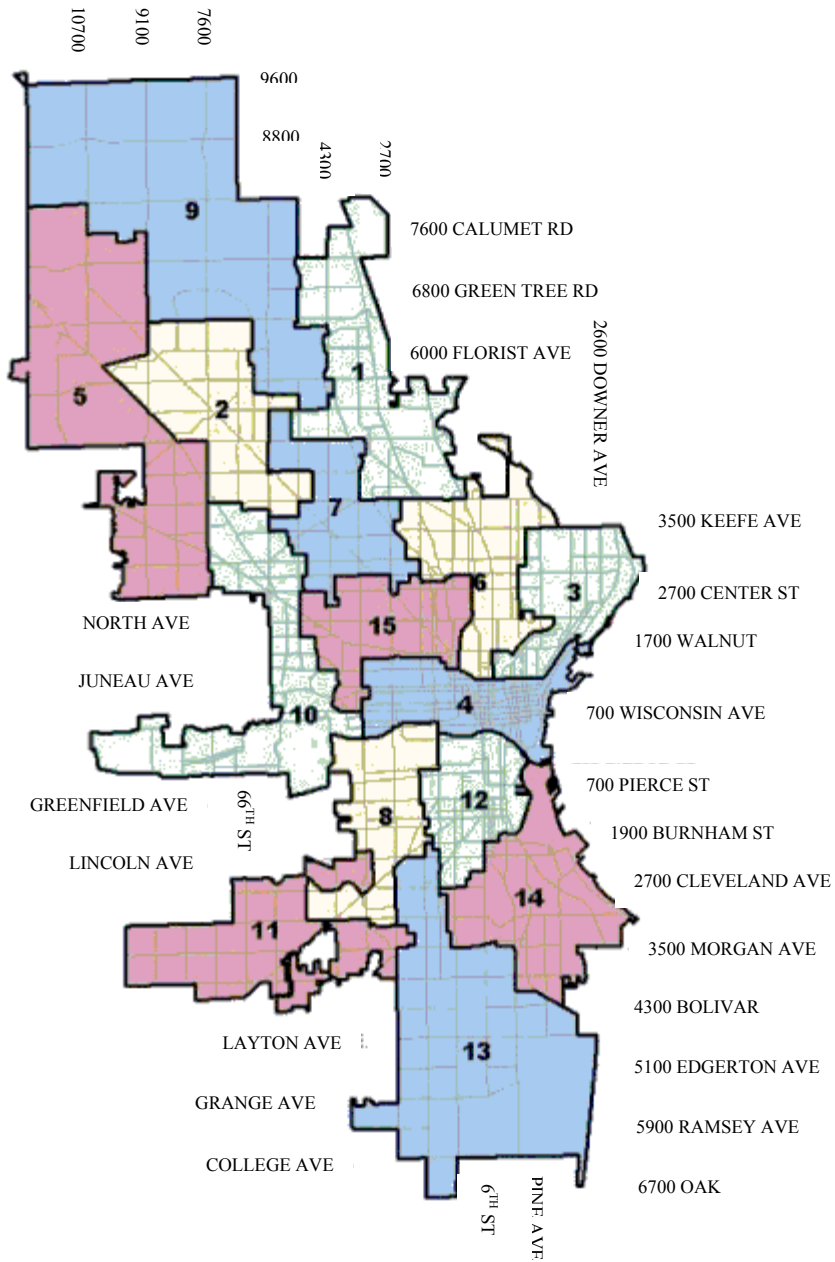 10700
9100
7600
9600
8800
4300
2700
9
7600 CALUMET RD
6800 GREEN TREE RD
2600 DOWNER AVE
6000 FLORIST AVE
1
5
2
7
3500 KEEFE AVE
6
3
2700 CENTER ST
NORTH AVE
15
1700 WALNUT
JUNEAU AVE
4
10
700 WISCONSIN AVE
700 PIERCE ST
GREENFIELD AVE
66TH ST
8
12
1900 BURNHAM ST
LINCOLN AVE
2700 CLEVELAND AVE
14
11
3500 MORGAN AVE
4300 BOLIVAR
LAYTON AVE
13
5100 EDGERTON AVE
GRANGE AVE
5900 RAMSEY AVE
COLLEGE AVE
6TH ST
PINE AVE
6700 OAK